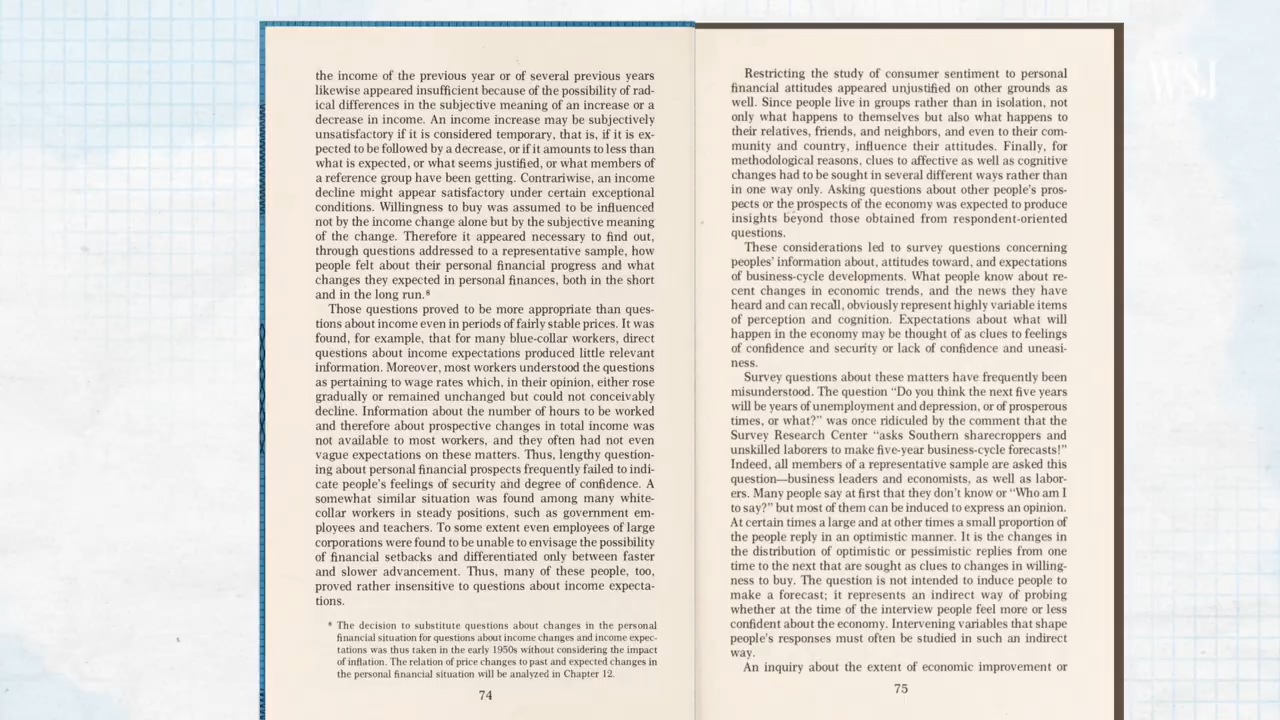 the income of the previous year or of several previous years
likewise appeared insufficient because of the possibility of rad-
ical differences in the subjective meaning of an increase or a
decrease in income. An income increase may be subjectively
unsatisfactory if it is considered temporary, that is, if it is ex-
pected to be followed by a decrease, or if it amounts to less than
what is expected, or what seems justified, or what members of
a reference group have been getting. Contrariwise, an income
decline might appear satisfactory under certain exceptional
conditions. Willingness to buy was assumed to be influenced
not by the income change alone but by the subjective meaning
of the change. Therefore it appeared necessary to find out,
through questions addressed to a representative sample, how
people felt about their personal financial progress and what
changes they expected in personal finances, both in the short
and in the long run.⁸
Those questions proved to be more appropriate than ques-
tions about income even in periods of fairly stable prices. It was
found, for example, that for many blue-collar workers, direct
questions about income expectations produced little relevant
information. Moreover, most workers understood the questions
as pertaining to wage rates which, in their opinion, either rose
gradually or remained unchanged but could not conceivably
decline. Information about the number of hours to be worked
and therefore about prospective changes in total income was
not available to most workers, and they often had not even
vague expectations on these matters. Thus, lengthy question-
ing about personal financial prospects frequently failed to indi-
cate people's feelings of security and degree of confidence. A
somewhat similar situation was found among many white-
collar workers in steady positions, such as government em-
ployees and teachers. To some extent even employees of large
corporations were found to be unable to envisage the possibility
of financial setbacks and differentiated only between faster
and slower advancement. Thus, many of these people, too,
proved rather insensitive to questions about income expecta-
tions.
⁸ The decision to substitute questions about changes in the personal
financial situation for questions about income changes and income expec-
tations was thus taken in the early 1950s without considering the impact
of inflation. The relation of price changes to past and expected changes in
the personal financial situation will be analyzed in Chapter 12.
74
Restricting the study of consumer sentiment to personal
financial attitudes appeared unjustified on other grounds as
well. Since people live in groups rather than in isolation, not
only what happens to themselves but also what happens to
their relatives, friends, and neighbors, and even to their com-
munity and country, influence their attitudes. Finally, for
methodological reasons, clues to affective as well as cognitive
changes had to be sought in several different ways rather than
in one way only. Asking questions about other people's pros-
pects or the prospects of the economy was expected to produce
insights beyond those obtained from respondent-oriented
questions.
These considerations led to survey questions concerning
peoples' information about, attitudes toward, and expectations
of business-cycle developments. What people know about re-
cent changes in economic trends, and the news they have
heard and can recall, obviously represent highly variable items
of perception and cognition. Expectations about what will
happen in the economy may be thought of as clues to feelings
of confidence and security or lack of confidence and uneasi-
ness.
Survey questions about these matters have frequently been
misunderstood. The question "Do you think the next five years
will be years of unemployment and depression, or of prosperous
times, or what?" was once ridiculed by the comment that the
Survey Research Center "asks Southern sharecroppers and
unskilled laborers to make five-year business-cycle forecasts!"
Indeed, all members of a representative sample are asked this
question—business leaders and economists, as well as labor-
ers. Many people say at first that they don't know or "Who am I
to say?" but most of them can be induced to express an opinion.
At certain times a large and at other times a small proportion of
the people reply in an optimistic manner. It is the changes in
the distribution of optimistic or pessimistic replies from one
time to the next that are sought as clues to changes in willing-
ness to buy. The question is not intended to induce people to
make a forecast; it represents an indirect way of probing
whether at the time of the interview people feel more or less
confident about the economy. Intervening variables that shape
people's responses must often be studied in such an indirect
way.
An inquiry about the extent of economic improvement or
75
WSJ